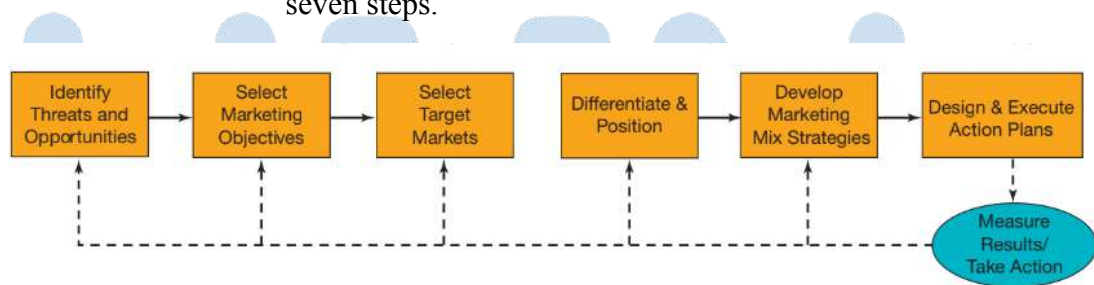 seven steps.
Identify
Threats and
Opportunities
Select
Marketing
Objectives
Select
Target
Markets
Differentiate &
Position
Develop
Marketing
Mix Strategies
Design & Execute
Action Plans
Measure
Results/
Take Action